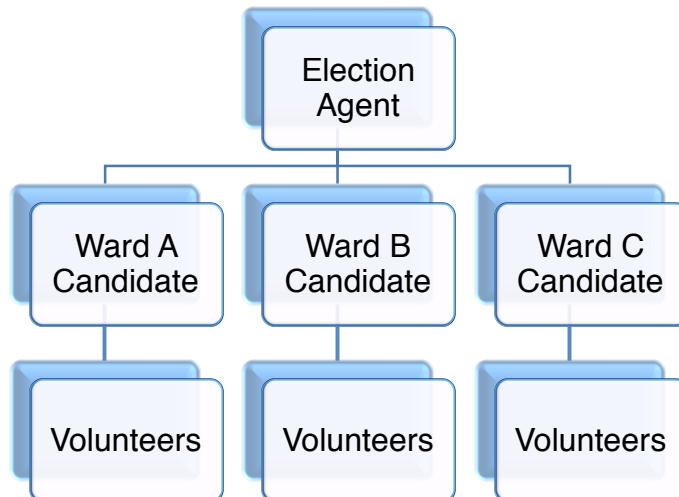 Election
Agent
Ward A
Candidate
Ward B
Candidate
Ward C
Candidate
Volunteers
Volunteers
Volunteers